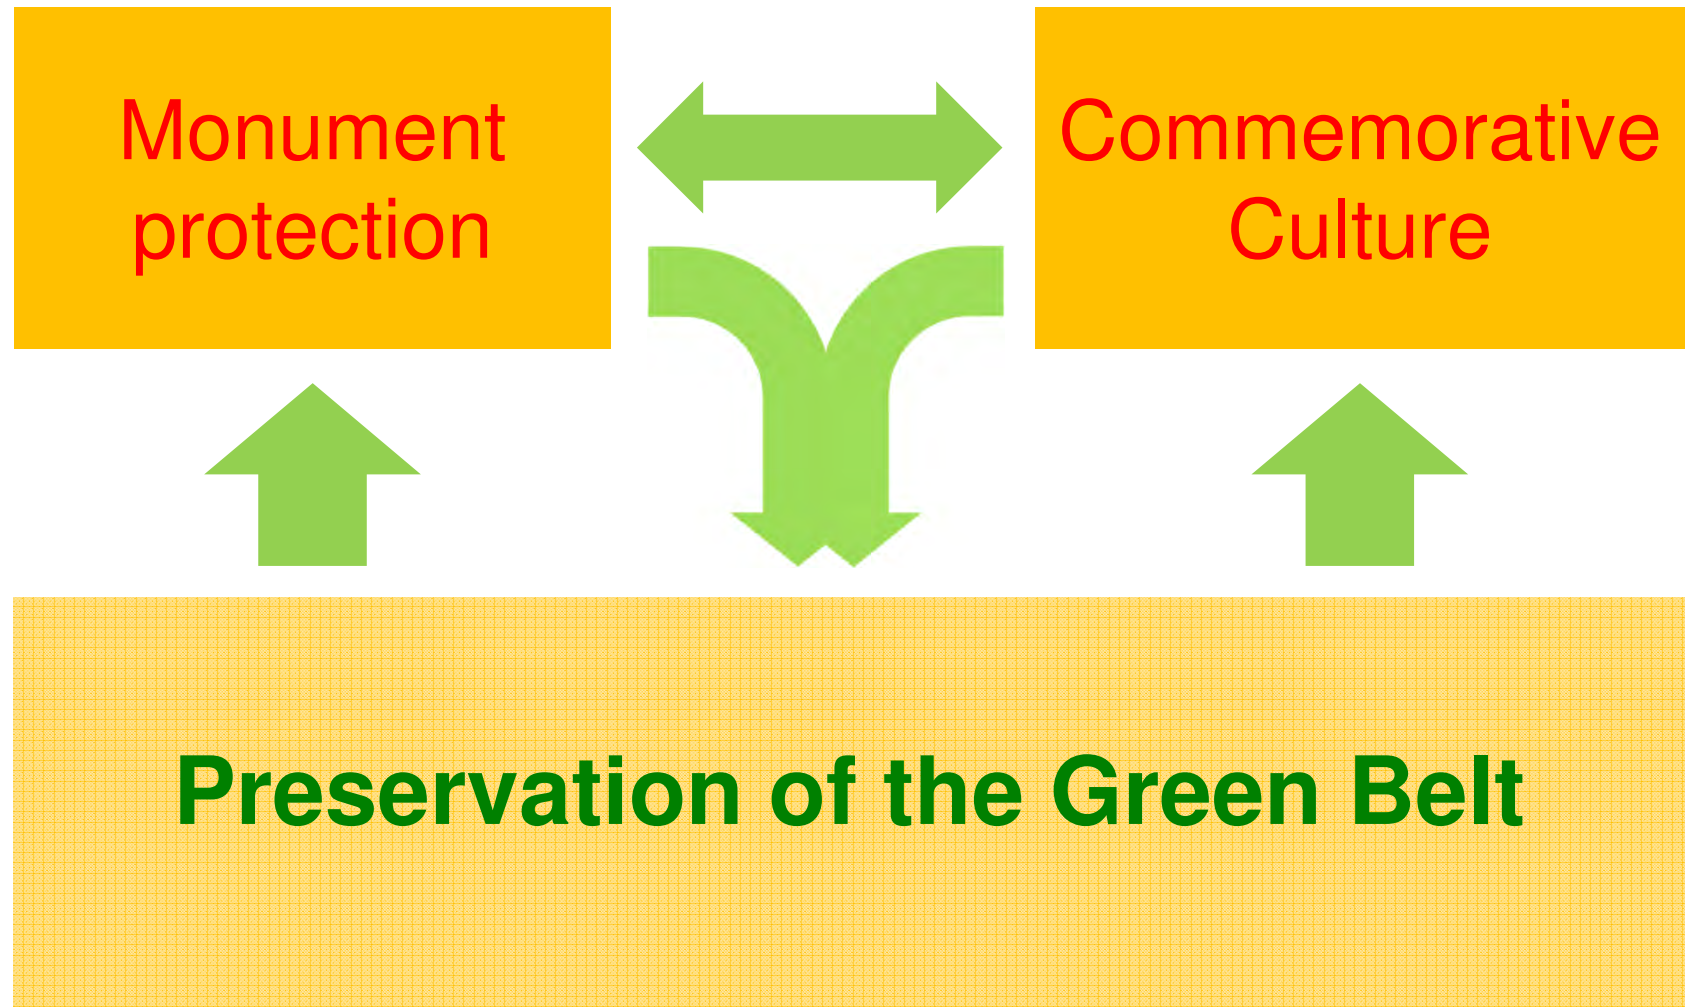 Monument
protection
Commemorative
Culture
Preservation of the Green Belt